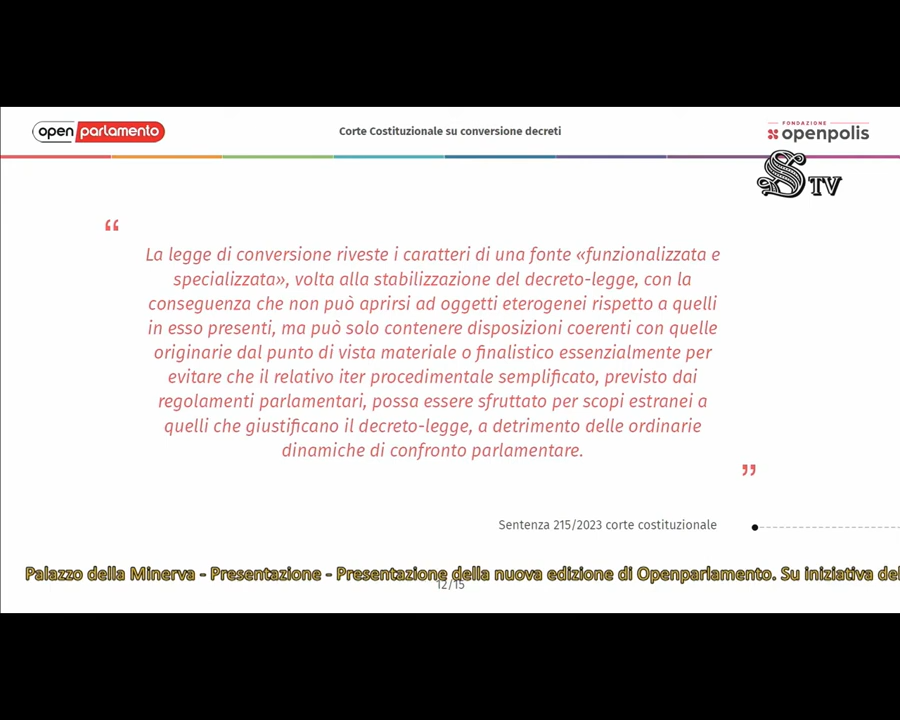 open parlamento
Corte Costituzionale su conversione decreti
FONDAZIONE
openpolis
S TV
“
La legge di conversione riveste i caratteri di una fonte «funzionalizzata e
specializzata», volta alla stabilizzazione del decreto-legge, con la
conseguenza che non può aprirsi ad oggetti eterogenei rispetto a quelli
in esso presenti, ma può solo contenere disposizioni coerenti con quelle
originarie dal punto di vista materiale o finalistico essenzialmente per
evitare che il relativo iter procedimentale semplificato, previsto dai
regolamenti parlamentari, possa essere sfruttato per scopi estranei a
quelli che giustificano il decreto-legge, a detrimento delle ordinarie
dinamiche di confronto parlamentare.
”
Sentenza 215/2023 corte costituzionale
Palazzo della Minerva - Presentazione - Presentazione della nuova edizione di Openparlamento. Su iniziativa del
12/15